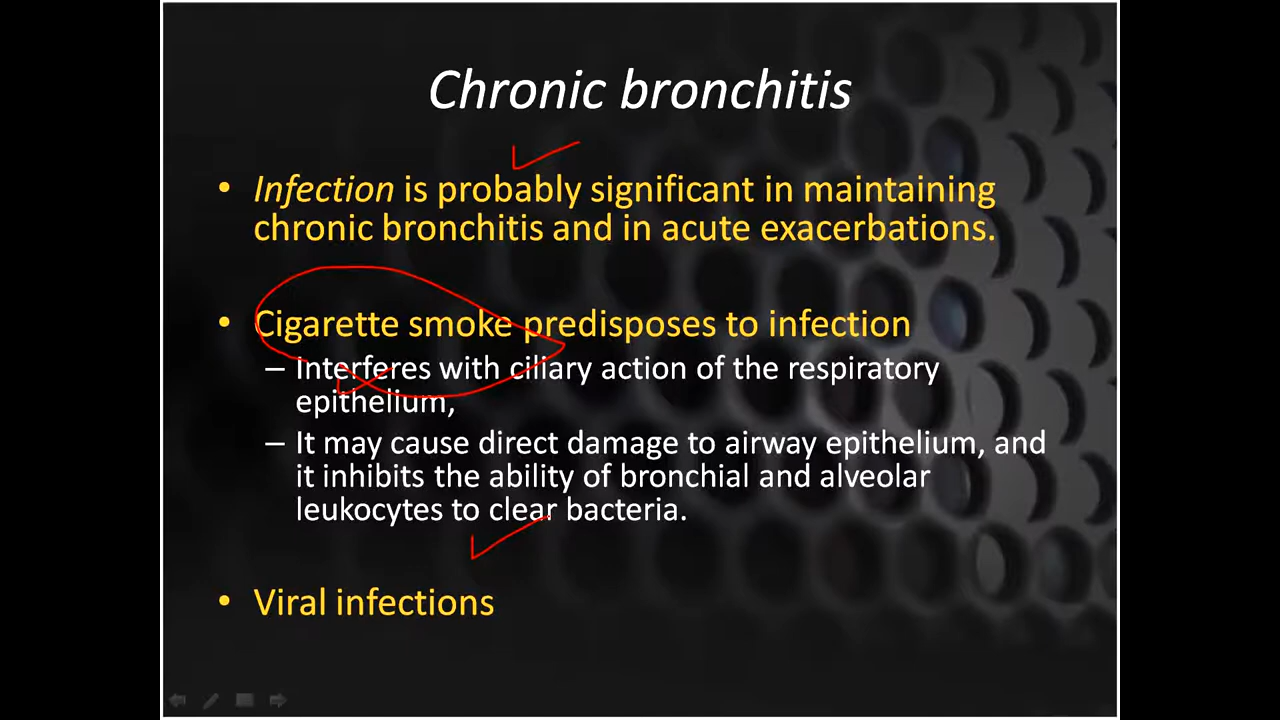 Chronic bronchitis
• Infection is probably significant in maintaining
chronic bronchitis and in acute exacerbations.
• Cigarette smoke predisposes to infection
– Interferes with ciliary action of the respiratory
epithelium,
– It may cause direct damage to airway epithelium, and
it inhibits the ability of bronchial and alveolar
leukocytes to clear bacteria.
• Viral infections